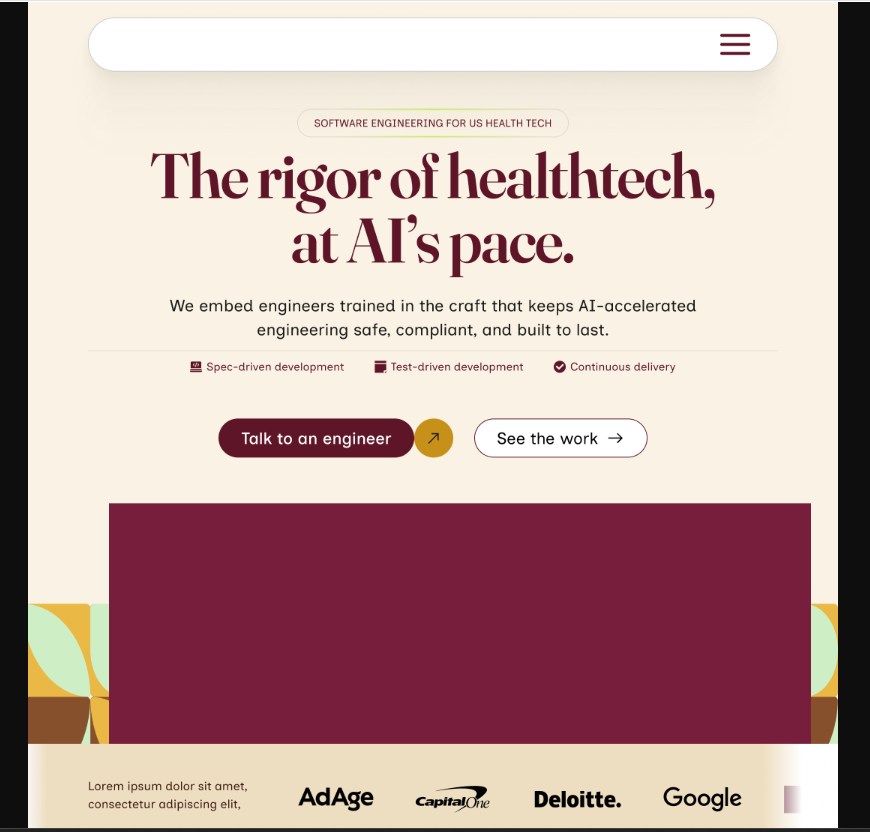 SOFTWARE ENGINEERING FOR US HEALTH TECH
The rigor of healthtech,
at AI’s pace.
We embed engineers trained in the craft that keeps AI-accelerated
engineering safe, compliant, and built to last.
Spec-driven development
Test-driven development
Continuous delivery
Talk to an engineer
See the work
Lorem ipsum dolor sit amet,
consectetur adipiscing elit,
AdAge
CapitalOne
Deloitte.
Google